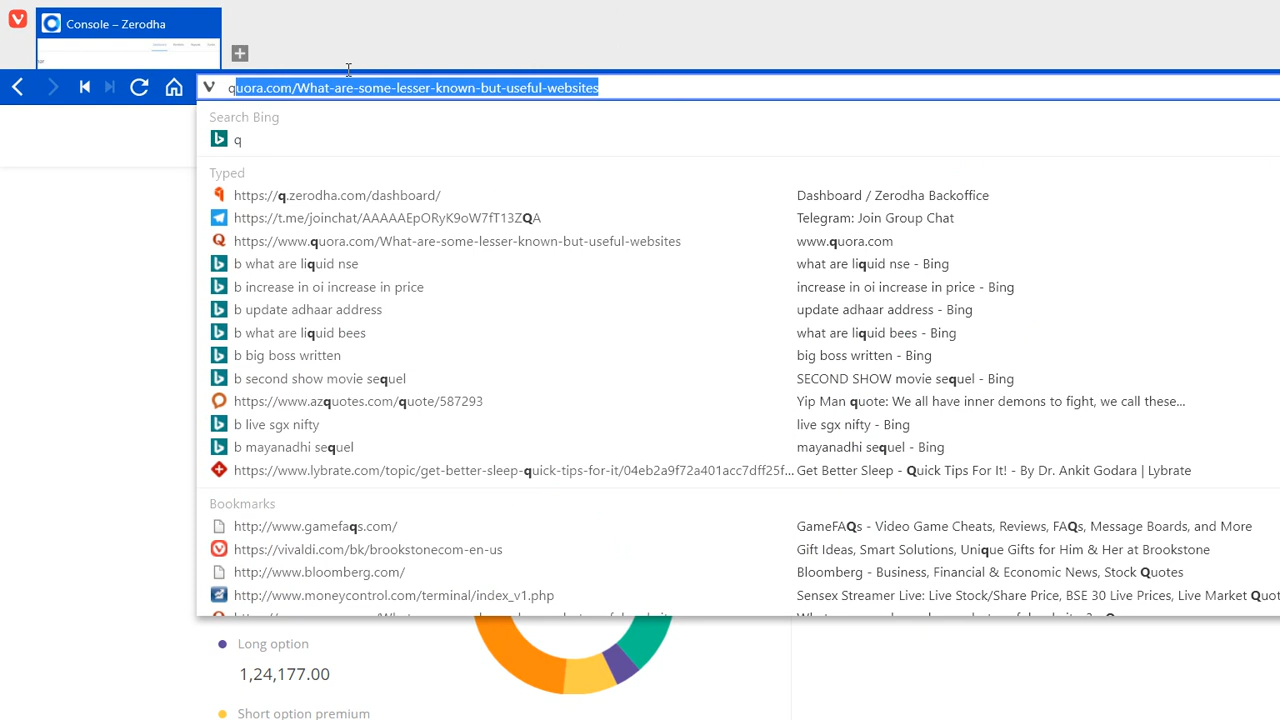 Console – Zerodha
quora.com/What-are-some-lesser-known-but-useful-websites
Search Bing
q
Typed
https://q.zerodha.com/dashboard/ Dashboard / Zerodha Backoffice
https://t.me/joinchat/AAAAAEpORyK9oW7fT13ZQA Telegram: Join Group Chat
https://www.quora.com/What-are-some-lesser-known-but-useful-websites www.quora.com
b what are liquid nse what are liquid nse - Bing
b increase in oi increase in price increase in oi increase in price - Bing
b update adhaar address update adhaar address - Bing
b what are liquid bees what are liquid bees - Bing
b big boss written big boss written - Bing
b second show movie sequel SECOND SHOW movie sequel - Bing
https://www.azquotes.com/quote/587293 Yip Man quote: We all have inner demons to fight, we call these...
b live sgx nifty live sgx nifty - Bing
b mayanadhi sequel mayanadhi sequel - Bing
https://www.lybrate.com/topic/get-better-sleep-quick-tips-for-it/04eb2a9f72a401acc7dff25f... Get Better Sleep - Quick Tips For It! - By Dr. Ankit Godara | Lybrate
Bookmarks
http://www.gamefaqs.com/ GameFAQs - Video Game Cheats, Reviews, FAQs, Message Boards, and More
https://vivaldi.com/bk/brookstonecom-en-us Gift Ideas, Smart Solutions, Unique Gifts for Him & Her at Brookstone
http://www.bloomberg.com/ Bloomberg - Business, Financial & Economic News, Stock Quotes
http://www.moneycontrol.com/terminal/index_v1.php Sensex Streamer Live: Live Stock/Share Price, BSE 30 Live Prices, Live Market Quot
Long option
1,24,177.00
Short option premium